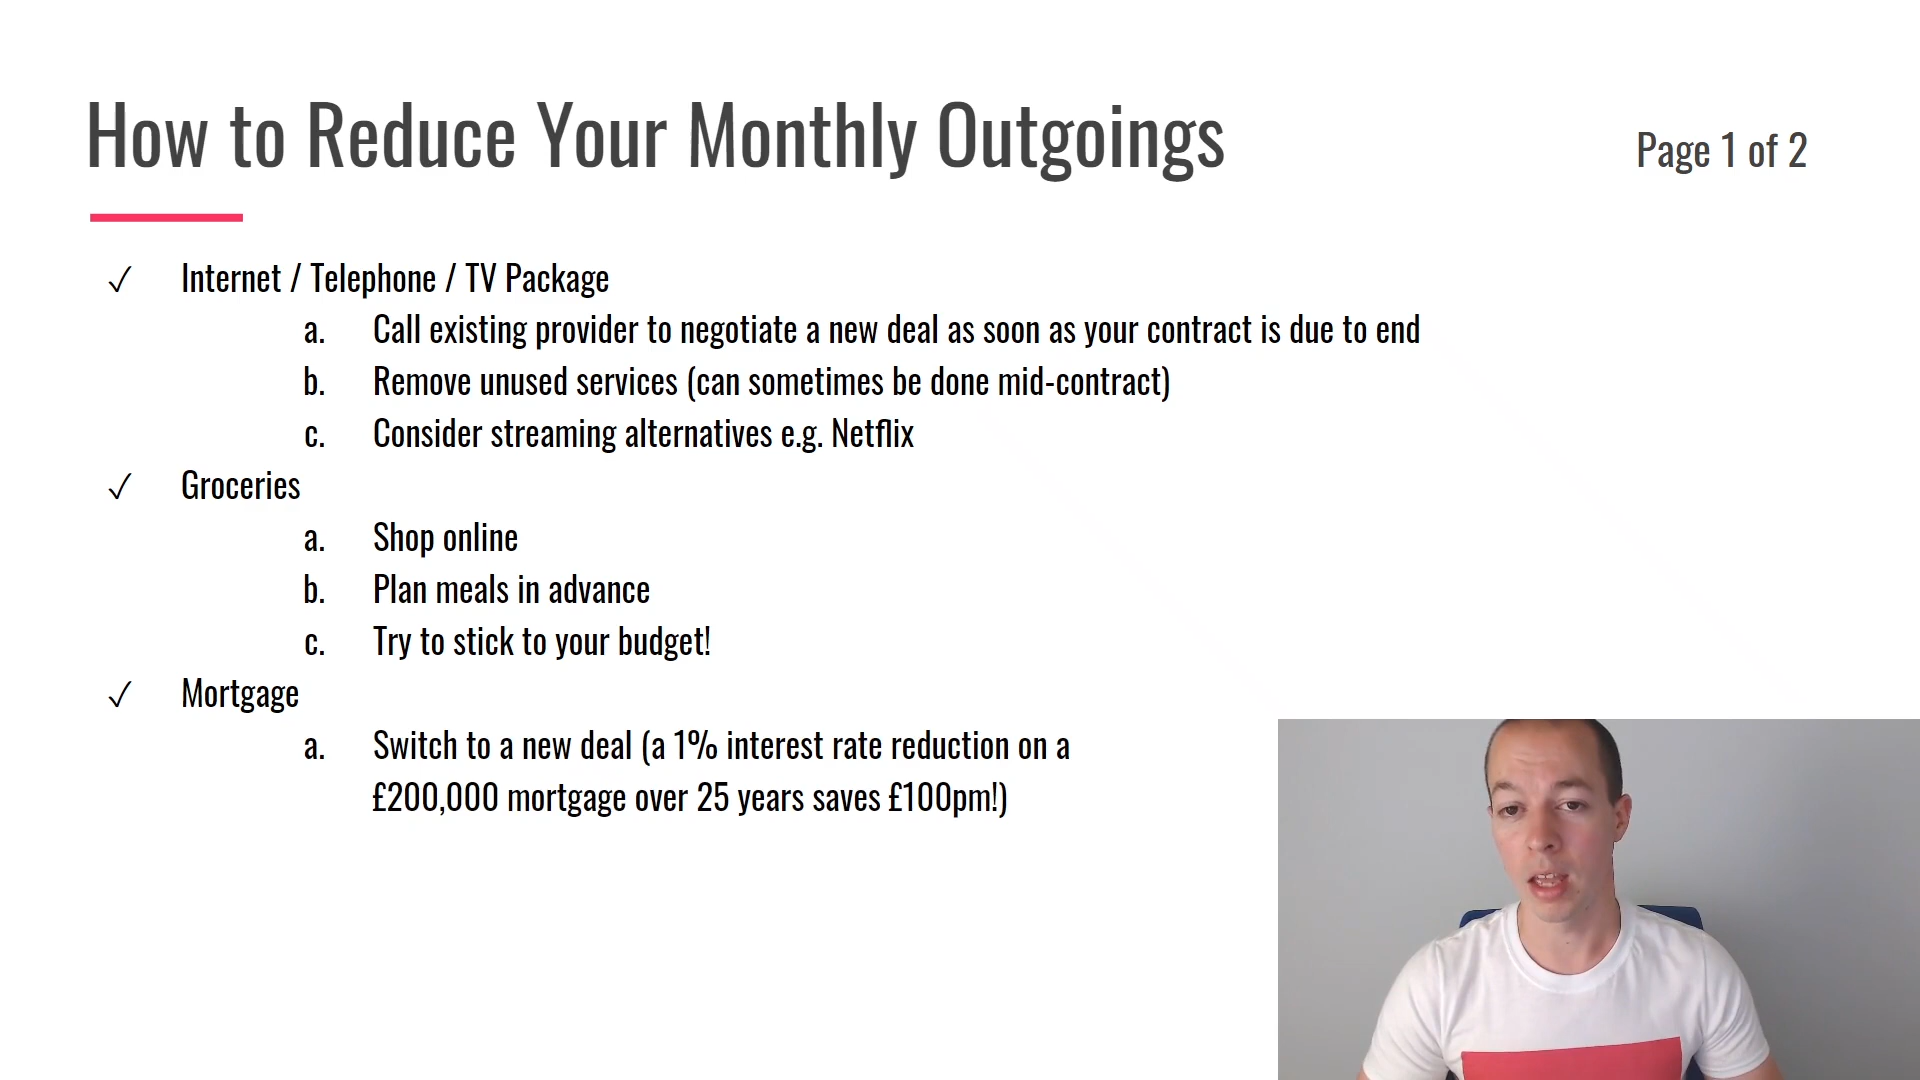 How to Reduce Your Monthly Outgoings
Page 1 of 2
✓ Internet / Telephone / TV Package
a. Call existing provider to negotiate a new deal as soon as your contract is due to end
b. Remove unused services (can sometimes be done mid-contract)
c. Consider streaming alternatives e.g. Netflix
✓ Groceries
a. Shop online
b. Plan meals in advance
c. Try to stick to your budget!
✓ Mortgage
a. Switch to a new deal (a 1% interest rate reduction on a
£200,000 mortgage over 25 years saves £100pm!)